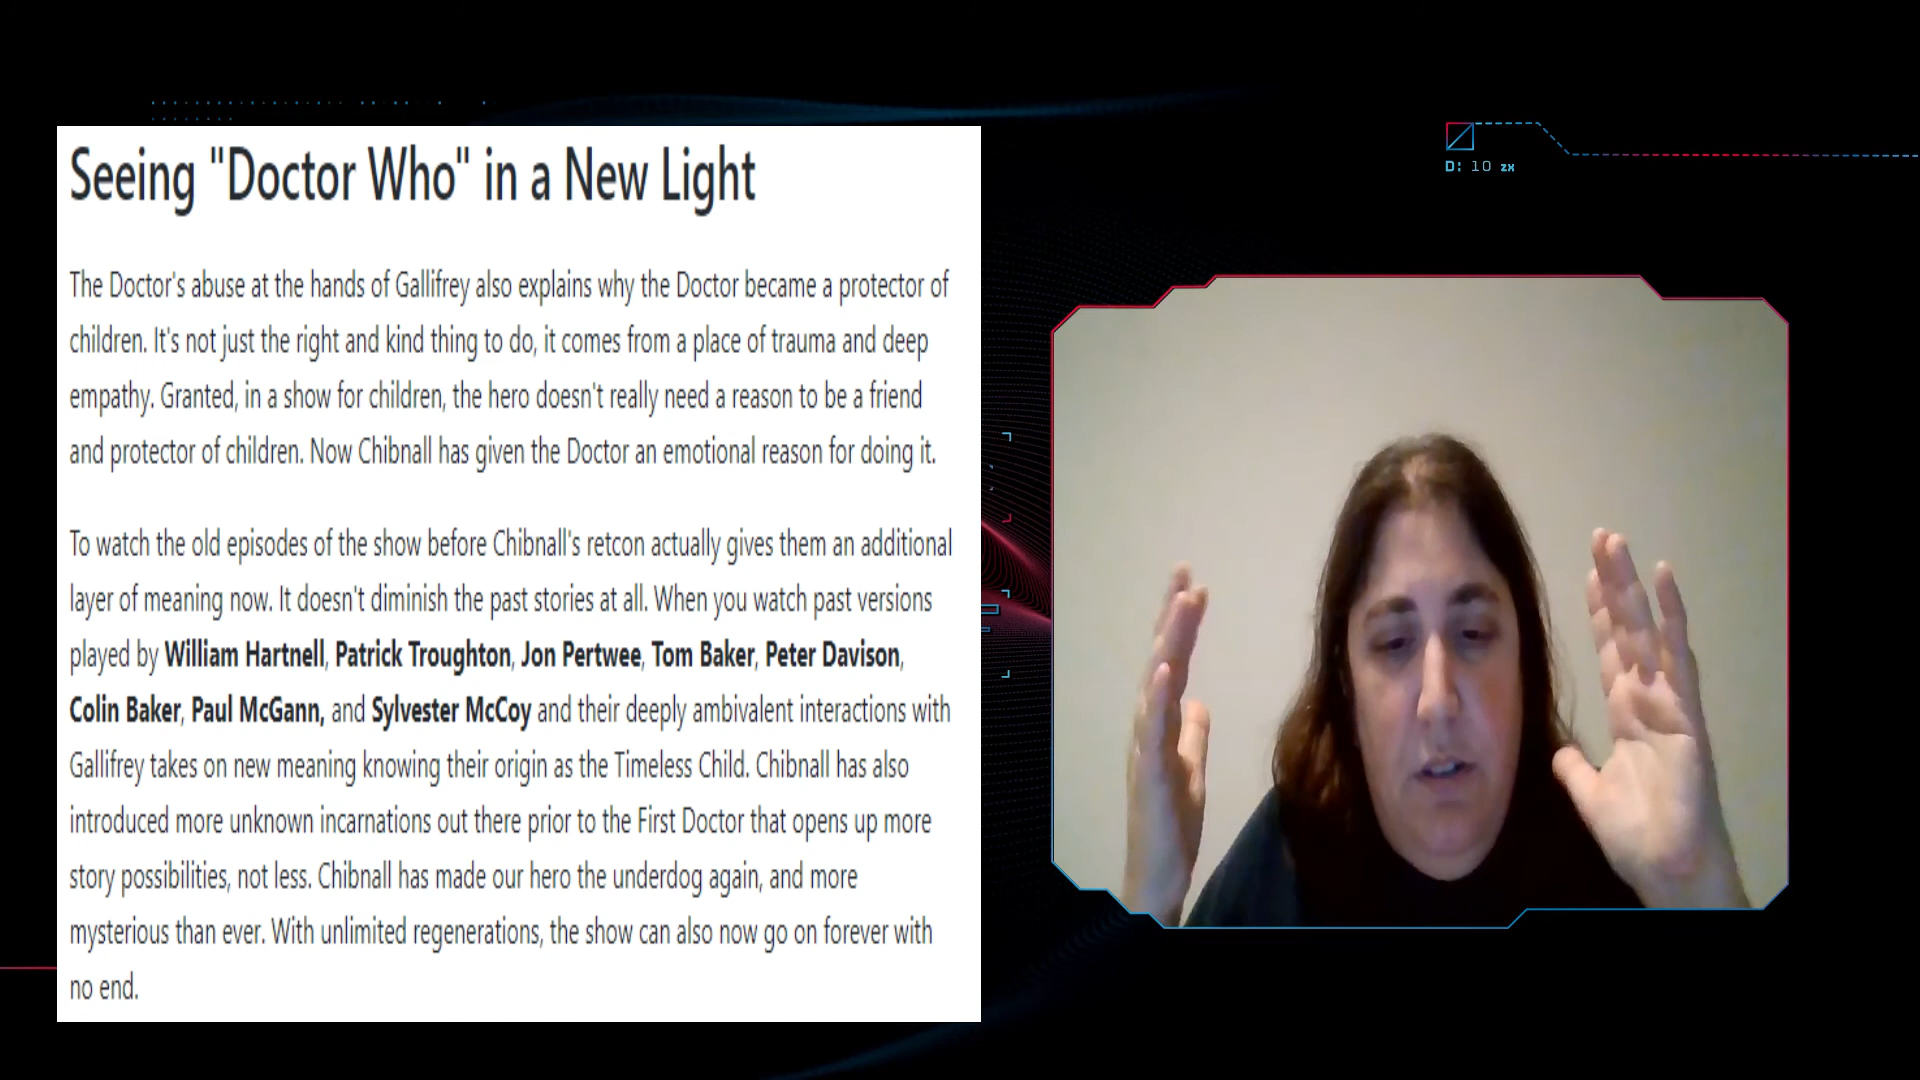 Seeing "Doctor Who" in a New Light
The Doctor's abuse at the hands of Gallifrey also explains why the Doctor became a protector of
children. It's not just the right and kind thing to do, it comes from a place of trauma and deep
empathy. Granted, in a show for children, the hero doesn't really need a reason to be a friend
and protector of children. Now Chibnall has given the Doctor an emotional reason for doing it.
To watch the old episodes of the show before Chibnall's retcon actually gives them an additional
layer of meaning now. It doesn't diminish the past stories at all. When you watch past versions
played by William Hartnell, Patrick Troughton, Jon Pertwee, Tom Baker, Peter Davison,
Colin Baker, Paul McGann, and Sylvester McCoy and their deeply ambivalent interactions with
Gallifrey takes on new meaning knowing their origin as the Timeless Child. Chibnall has also
introduced more unknown incarnations out there prior to the First Doctor that opens up more
story possibilities, not less. Chibnall has made our hero the underdog again, and more
mysterious than ever. With unlimited regenerations, the show can also now go on forever with
no end.
D: 10 zx